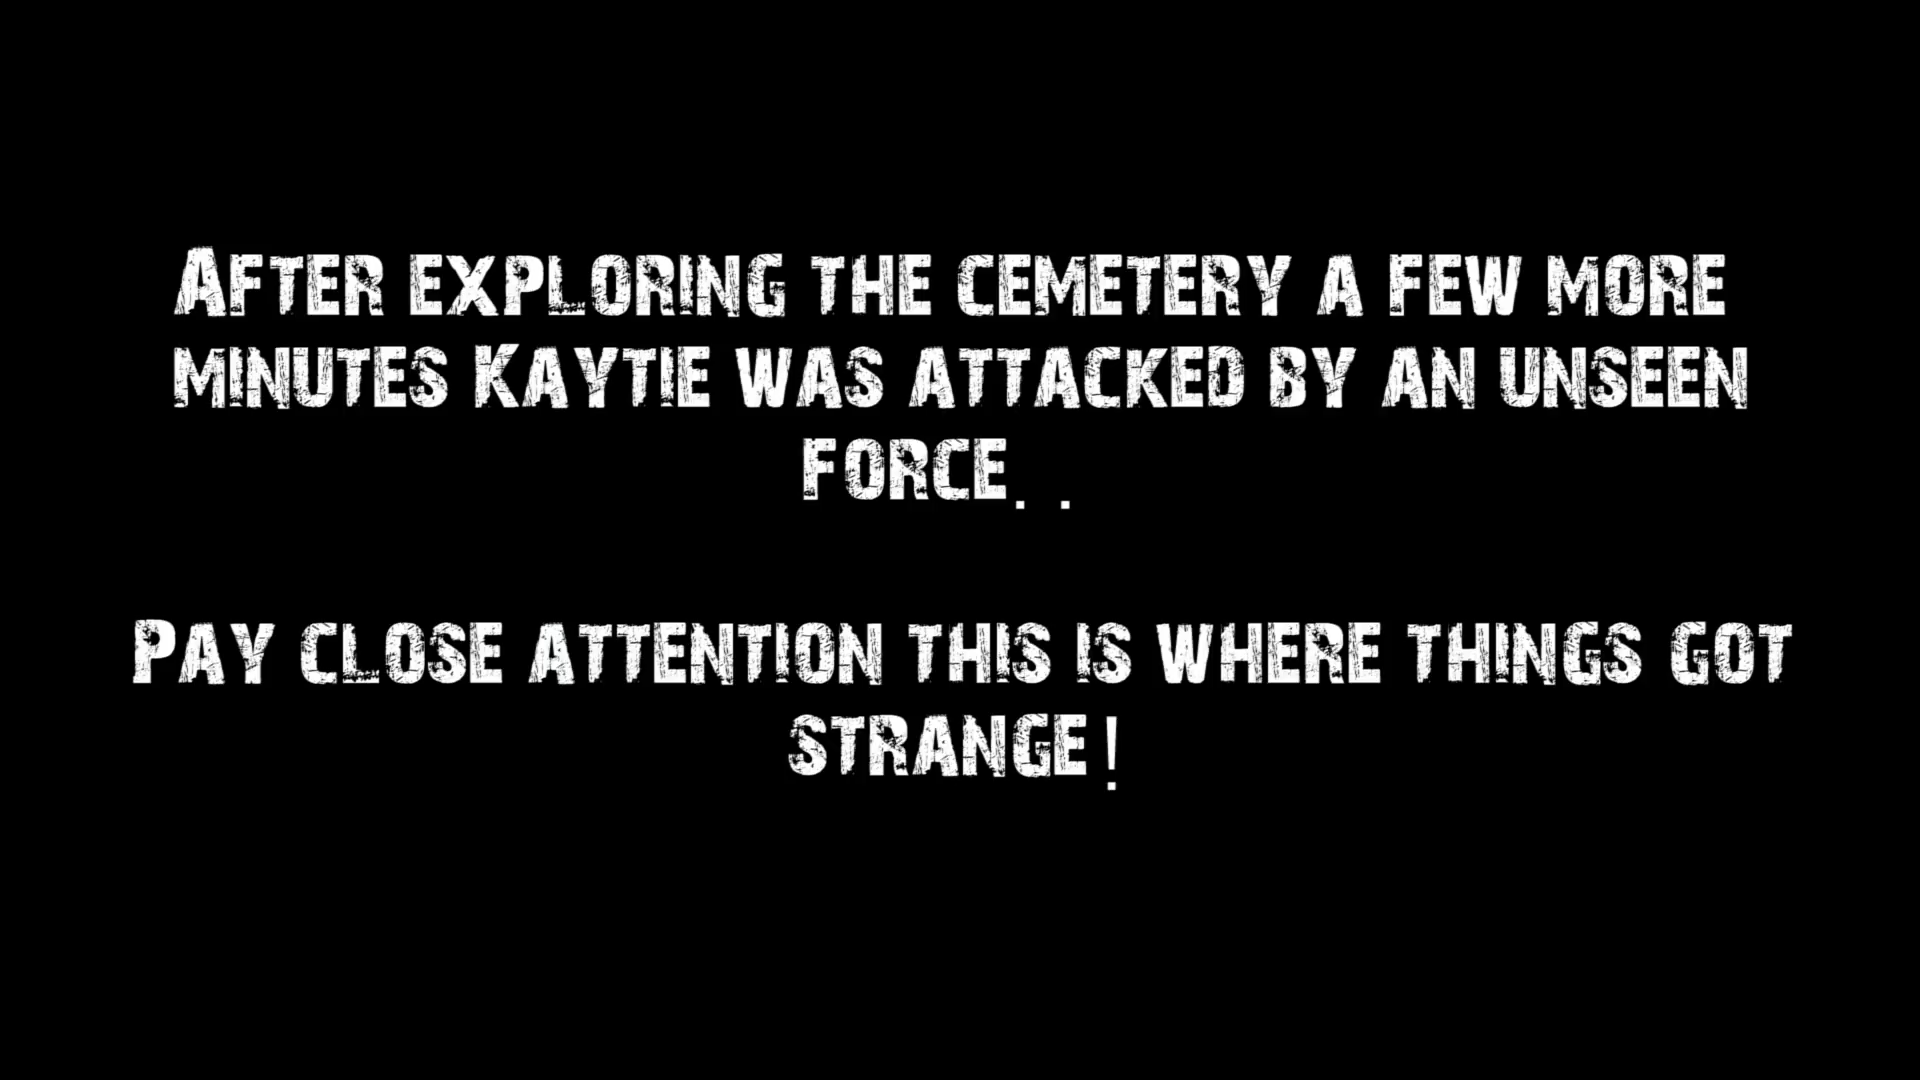 After exploring the cemetery a few more
minutes Kaytie was attacked by an unseen
force. .
Pay close attention this is where things got
strange!